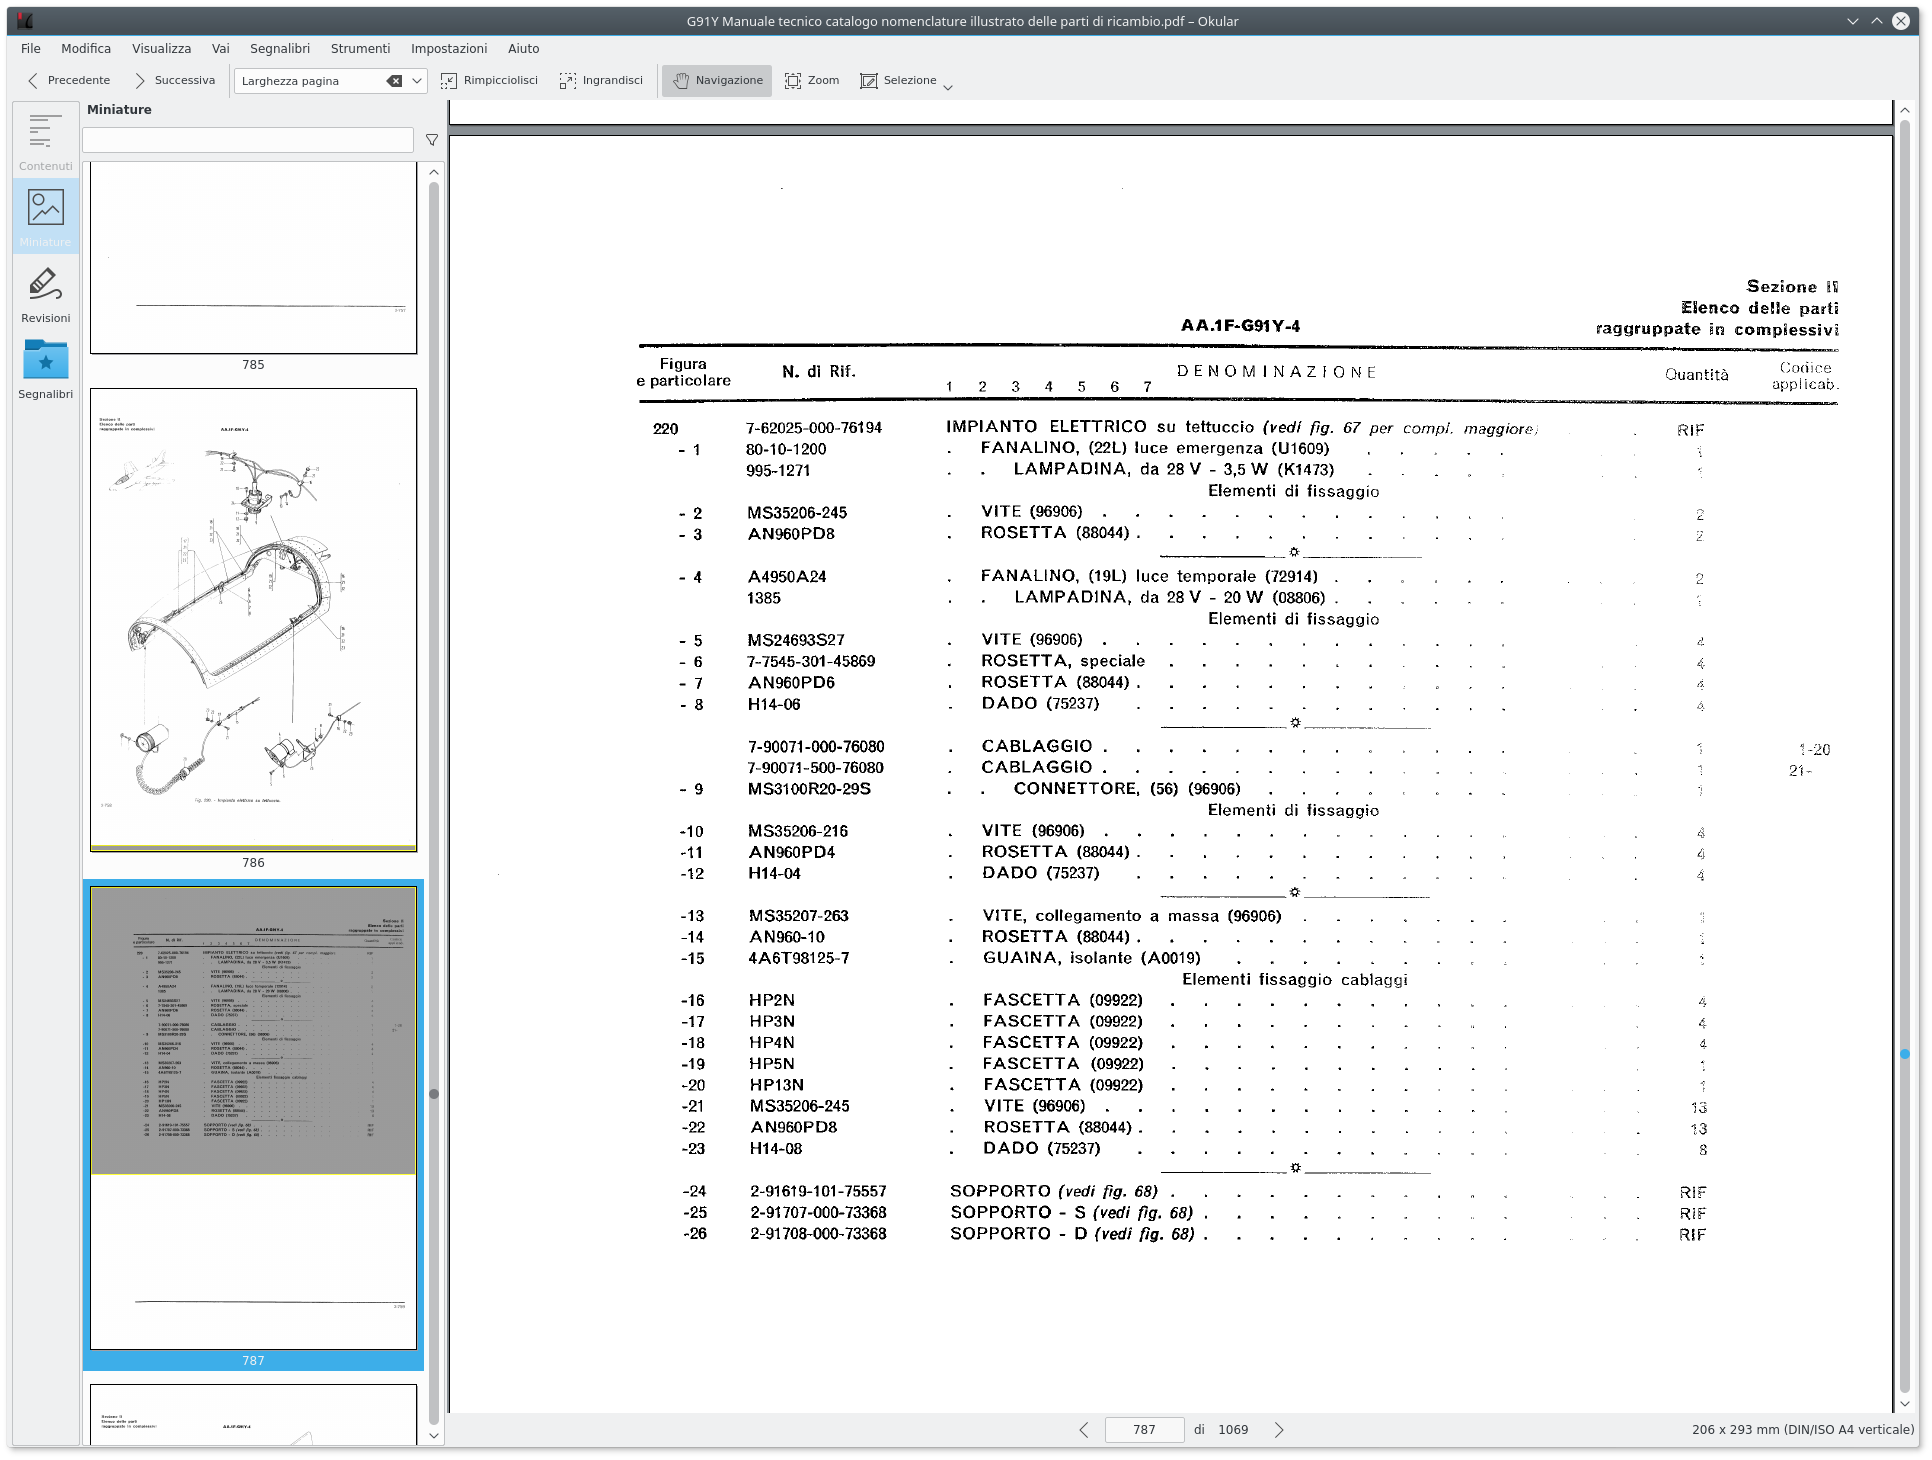 G91Y Manuale tecnico catalogo nomenclature illustrato delle parti di ricambio.pdf – Okular
File Modifica Visualizza Vai Segnalibri Strumenti Impostazioni Aiuto
Precedente Successiva Larghezza pagina Rimpicciolisci Ingrandisci Navigazione Zoom Selezione
Contenuti
Miniature
Revisioni
Segnalibri
Miniature
785
786
787
Sezione II
Elenco delle parti
raggruppate in complessivi
AA.1F-G91Y-4
Figura e particolare N. di Rif. 1 2 3 4 5 6 7 DENOMINAZIONE Quantità Codice applicab.
220 7-62025-000-76194 IMPIANTO ELETTRICO su tettuccio (vedi fig. 67 per compl. maggiore) . . RIF
- 1 80-10-1200 . FANALINO, (22L) luce emergenza (U1609) . . . . . 1
995-1271 . . LAMPADINA, da 28 V - 3,5 W (K1473) . . . . . 1
Elementi di fissaggio
- 2 MS35206-245 . VITE (96906) . . . . . . . . . . . . . 2
- 3 AN960PD8 . ROSETTA (88044) . . . . . . . . . . . . 2
- 4 A4950A24 . FANALINO, (19L) luce temporale (72914) . . . . . . 2
1385 . . LAMPADINA, da 28 V - 20 W (08806) . . . . . . 1
Elementi di fissaggio
- 5 MS24693S27 . VITE (96906) . . . . . . . . . . . . . 4
- 6 7-7545-301-45869 . ROSETTA, speciale . . . . . . . . . . . 4
- 7 AN960PD6 . ROSETTA (88044) . . . . . . . . . . . . 4
- 8 H14-06 . DADO (75237) . . . . . . . . . . . . 4
7-90071-000-76080 . CABLAGGIO . . . . . . . . . . . . . 1 1-20
7-90071-500-76080 . CABLAGGIO . . . . . . . . . . . . . 1 21-
- 9 MS3100R20-29S . . CONNETTORE, (56) (96906) . . . . . . . . 1
Elementi di fissaggio
-10 MS35206-216 . VITE (96906) . . . . . . . . . . . . . 4
-11 AN960PD4 . ROSETTA (88044) . . . . . . . . . . . . 4
-12 H14-04 . DADO (75237) . . . . . . . . . . . . 4
-13 MS35207-263 . VITE, collegamento a massa (96906) . . . . . . . 1
-14 AN960-10 . ROSETTA (88044) . . . . . . . . . . . . 1
-15 4A6T98125-7 . GUAINA, isolante (A0019) . . . . . . . . . 1
Elementi fissaggio cablaggi
-16 HP2N . FASCETTA (09922) . . . . . . . . . . . 4
-17 HP3N . FASCETTA (09922) . . . . . . . . . . . 4
-18 HP4N . FASCETTA (09922) . . . . . . . . . . . 4
-19 HP5N . FASCETTA (09922) . . . . . . . . . . . 1
-20 HP13N . FASCETTA (09922) . . . . . . . . . . . 1
-21 MS35206-245 . VITE (96906) . . . . . . . . . . . . . 13
-22 AN960PD8 . ROSETTA (88044) . . . . . . . . . . . . 13
-23 H14-08 . DADO (75237) . . . . . . . . . . . . 8
-24 2-91619-101-75557 SOPPORTO (vedi fig. 68) . . . . . . . . . . . RIF
-25 2-91707-000-73368 SOPPORTO - S (vedi fig. 68) . . . . . . . . . . RIF
-26 2-91708-000-73368 SOPPORTO - D (vedi fig. 68) . . . . . . . . . . RIF
787 di 1069
206 x 293 mm (DIN/ISO A4 verticale)